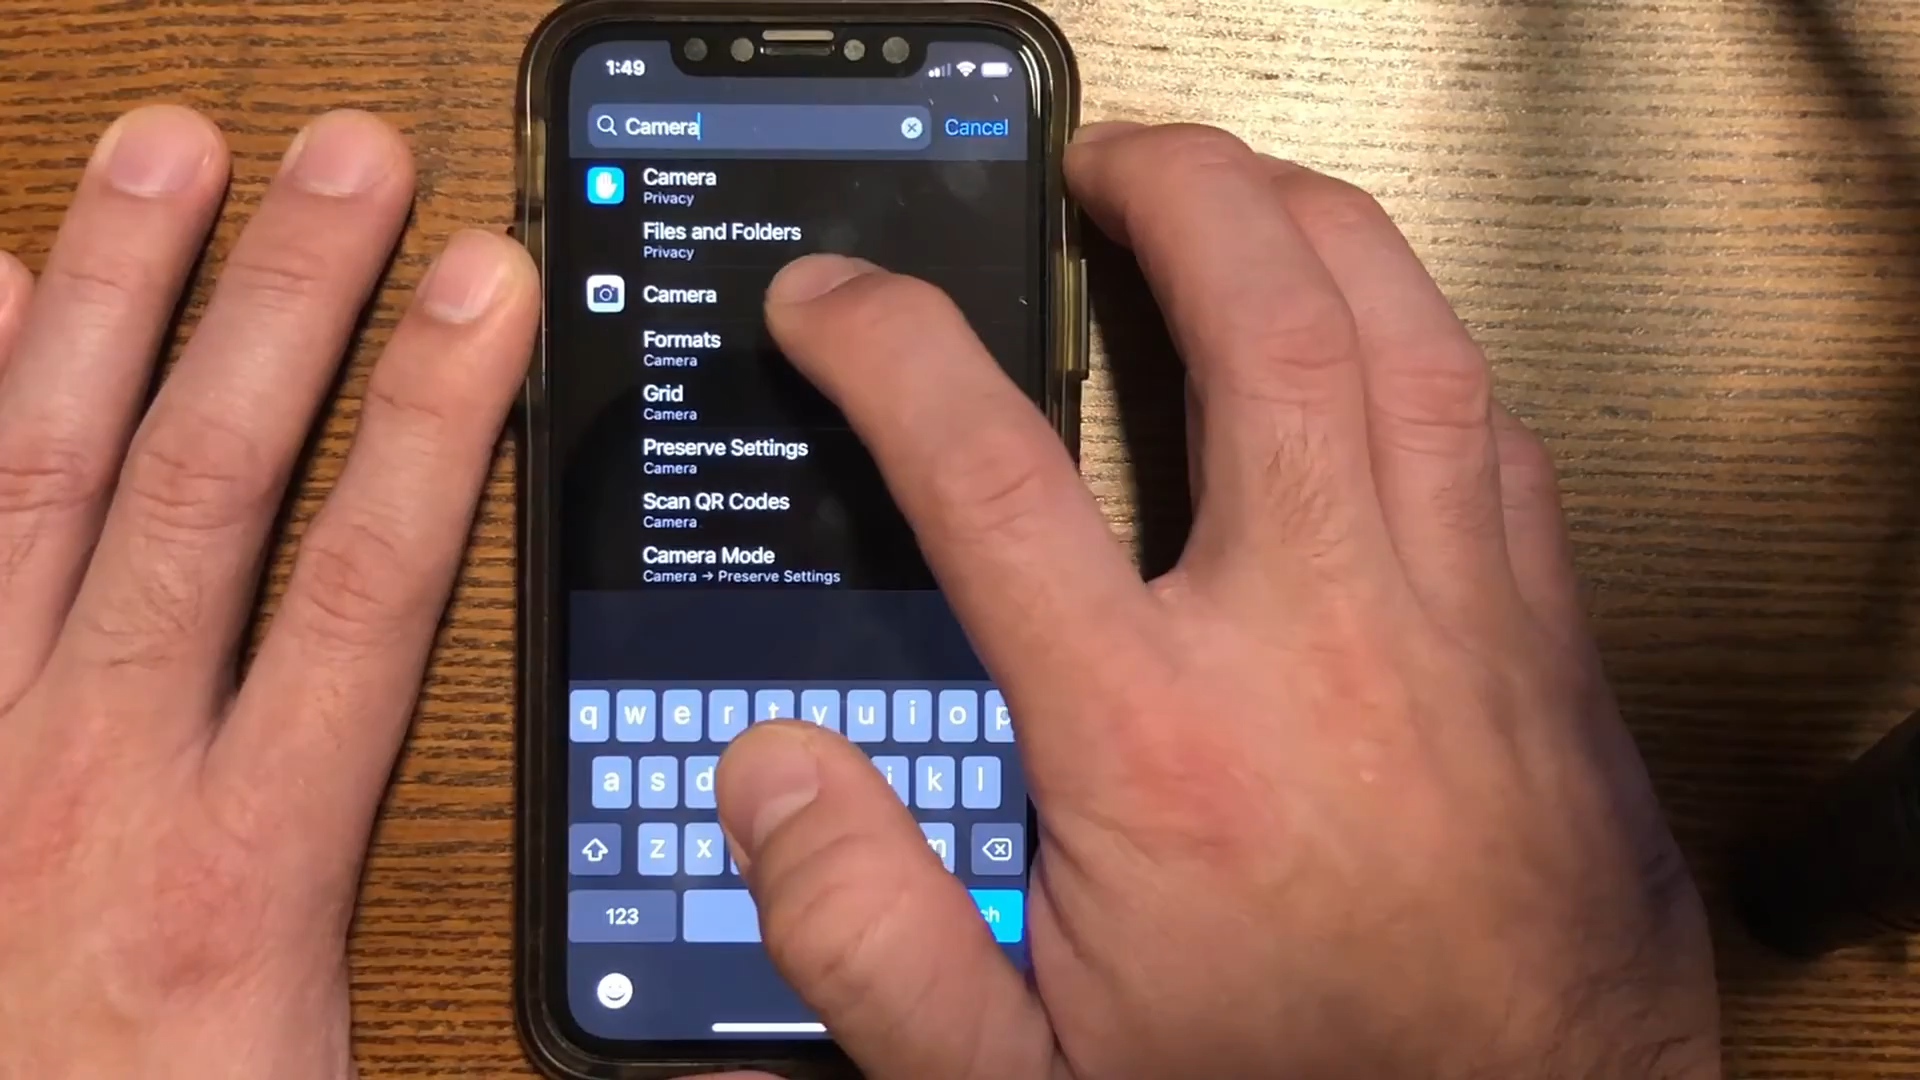 1:49
Camera
Cancel
Camera
Privacy
Files and Folders
Privacy
Camera
Formats
Camera
Grid
Camera
Preserve Settings
Camera
Scan QR Codes
Camera
Camera Mode
Camera → Preserve Settings
q w e r t y u i o p
a s d j k l
z x m
123